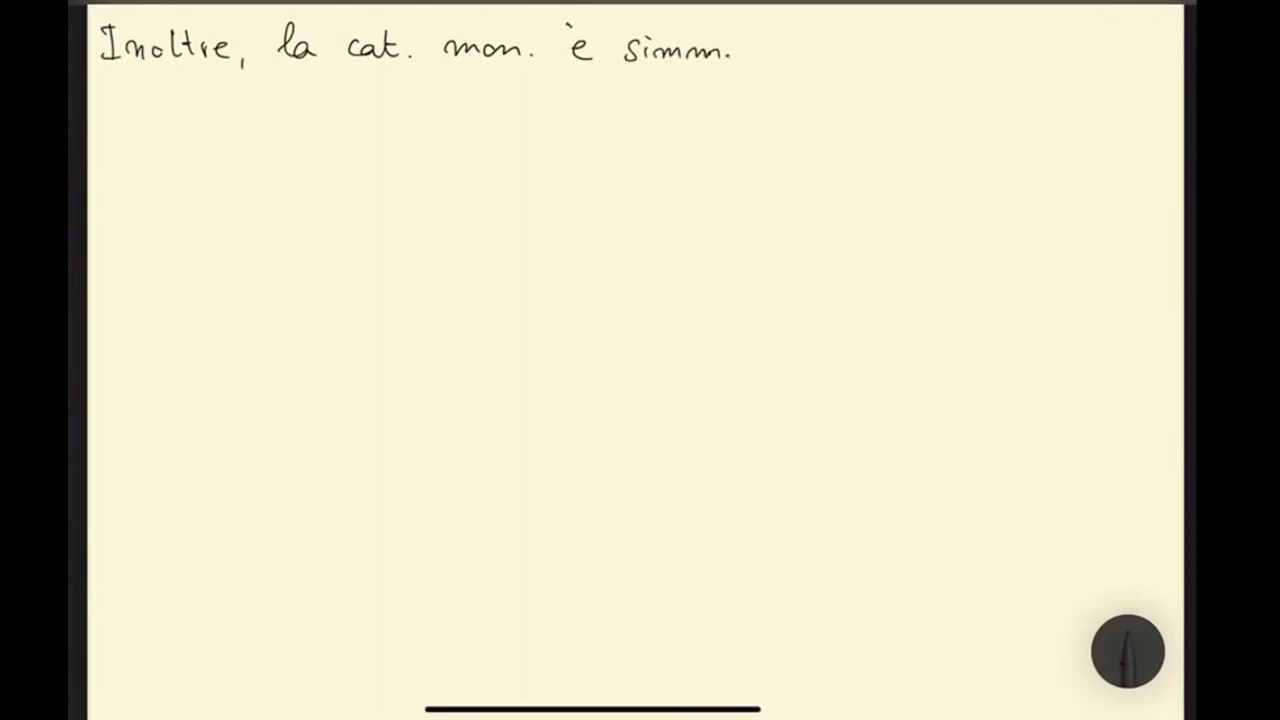 Inoltre, la cat. mon. è simm.